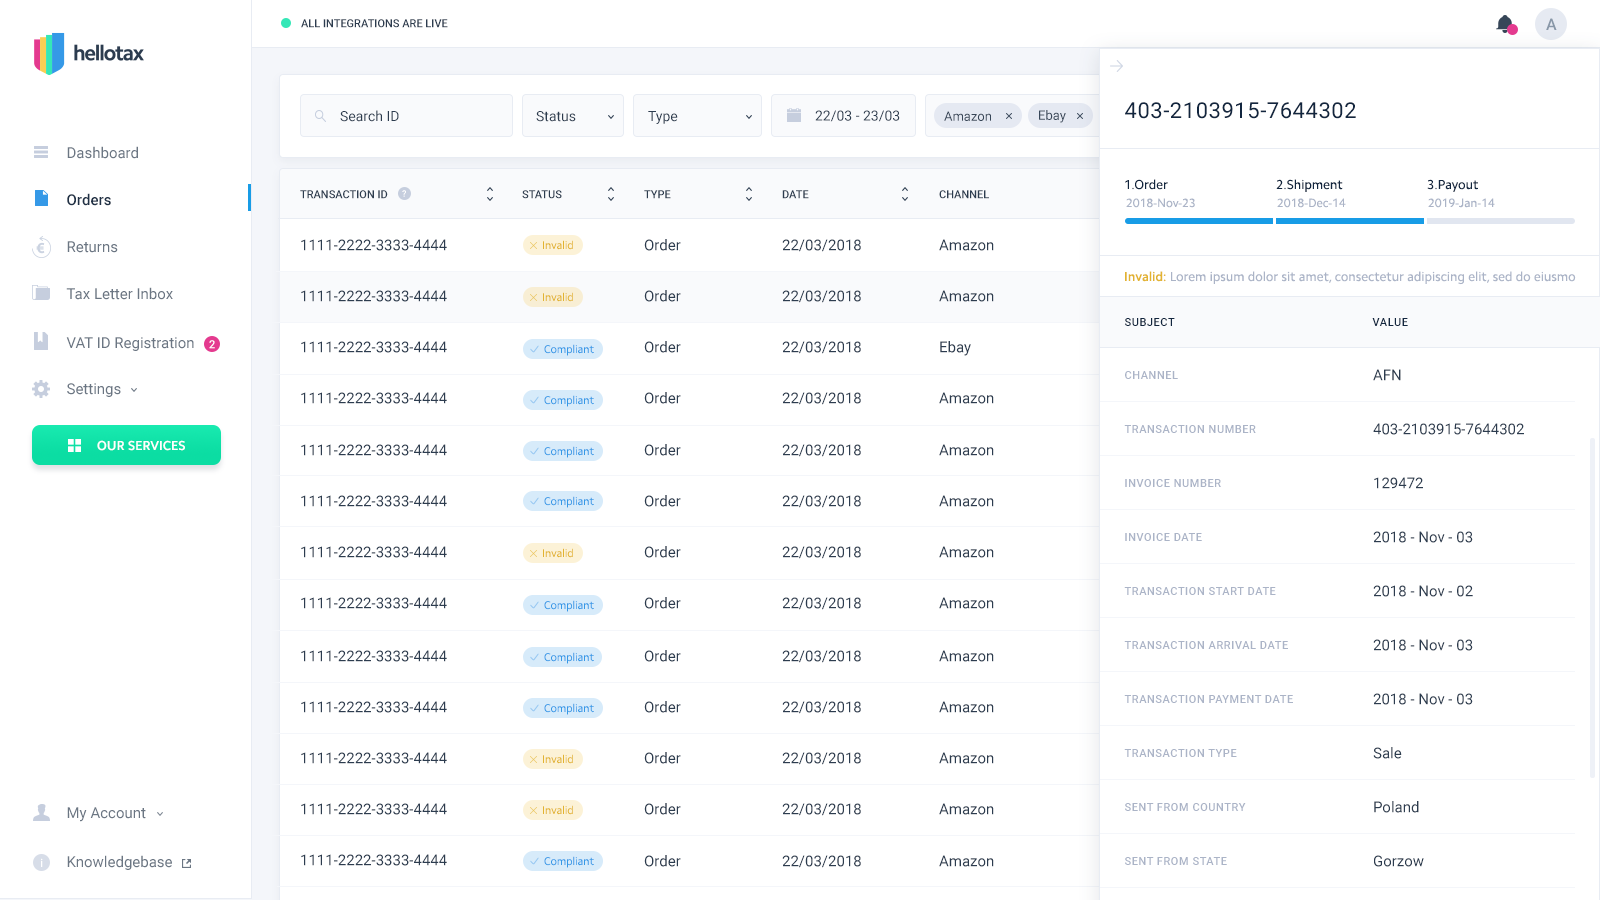 hellotax
ALL INTEGRATIONS ARE LIVE
A
Dashboard
Orders
Returns
Tax Letter Inbox
VAT ID Registration 2
Settings
OUR SERVICES
My Account
Knowledgebase
Search ID Status Type 22/03 - 23/03 Amazon × Ebay ×
TRANSACTION ID ? STATUS TYPE DATE CHANNEL
1111-2222-3333-4444 Invalid Order 22/03/2018 Amazon
1111-2222-3333-4444 Invalid Order 22/03/2018 Amazon
1111-2222-3333-4444 Compliant Order 22/03/2018 Ebay
1111-2222-3333-4444 Compliant Order 22/03/2018 Amazon
1111-2222-3333-4444 Compliant Order 22/03/2018 Amazon
1111-2222-3333-4444 Compliant Order 22/03/2018 Amazon
1111-2222-3333-4444 Invalid Order 22/03/2018 Amazon
1111-2222-3333-4444 Compliant Order 22/03/2018 Amazon
1111-2222-3333-4444 Compliant Order 22/03/2018 Amazon
1111-2222-3333-4444 Compliant Order 22/03/2018 Amazon
1111-2222-3333-4444 Invalid Order 22/03/2018 Amazon
1111-2222-3333-4444 Invalid Order 22/03/2018 Amazon
1111-2222-3333-4444 Compliant Order 22/03/2018 Amazon
403-2103915-7644302
1.Order 2.Shipment 3.Payout
2018-Nov-23 2018-Dec-14 2019-Jan-14
Invalid: Lorem ipsum dolor sit amet, consectetur adipiscing elit, sed do eiusmo
SUBJECT VALUE
CHANNEL AFN
TRANSACTION NUMBER 403-2103915-7644302
INVOICE NUMBER 129472
INVOICE DATE 2018 - Nov - 03
TRANSACTION START DATE 2018 - Nov - 02
TRANSACTION ARRIVAL DATE 2018 - Nov - 03
TRANSACTION PAYMENT DATE 2018 - Nov - 03
TRANSACTION TYPE Sale
SENT FROM COUNTRY Poland
SENT FROM STATE Gorzow